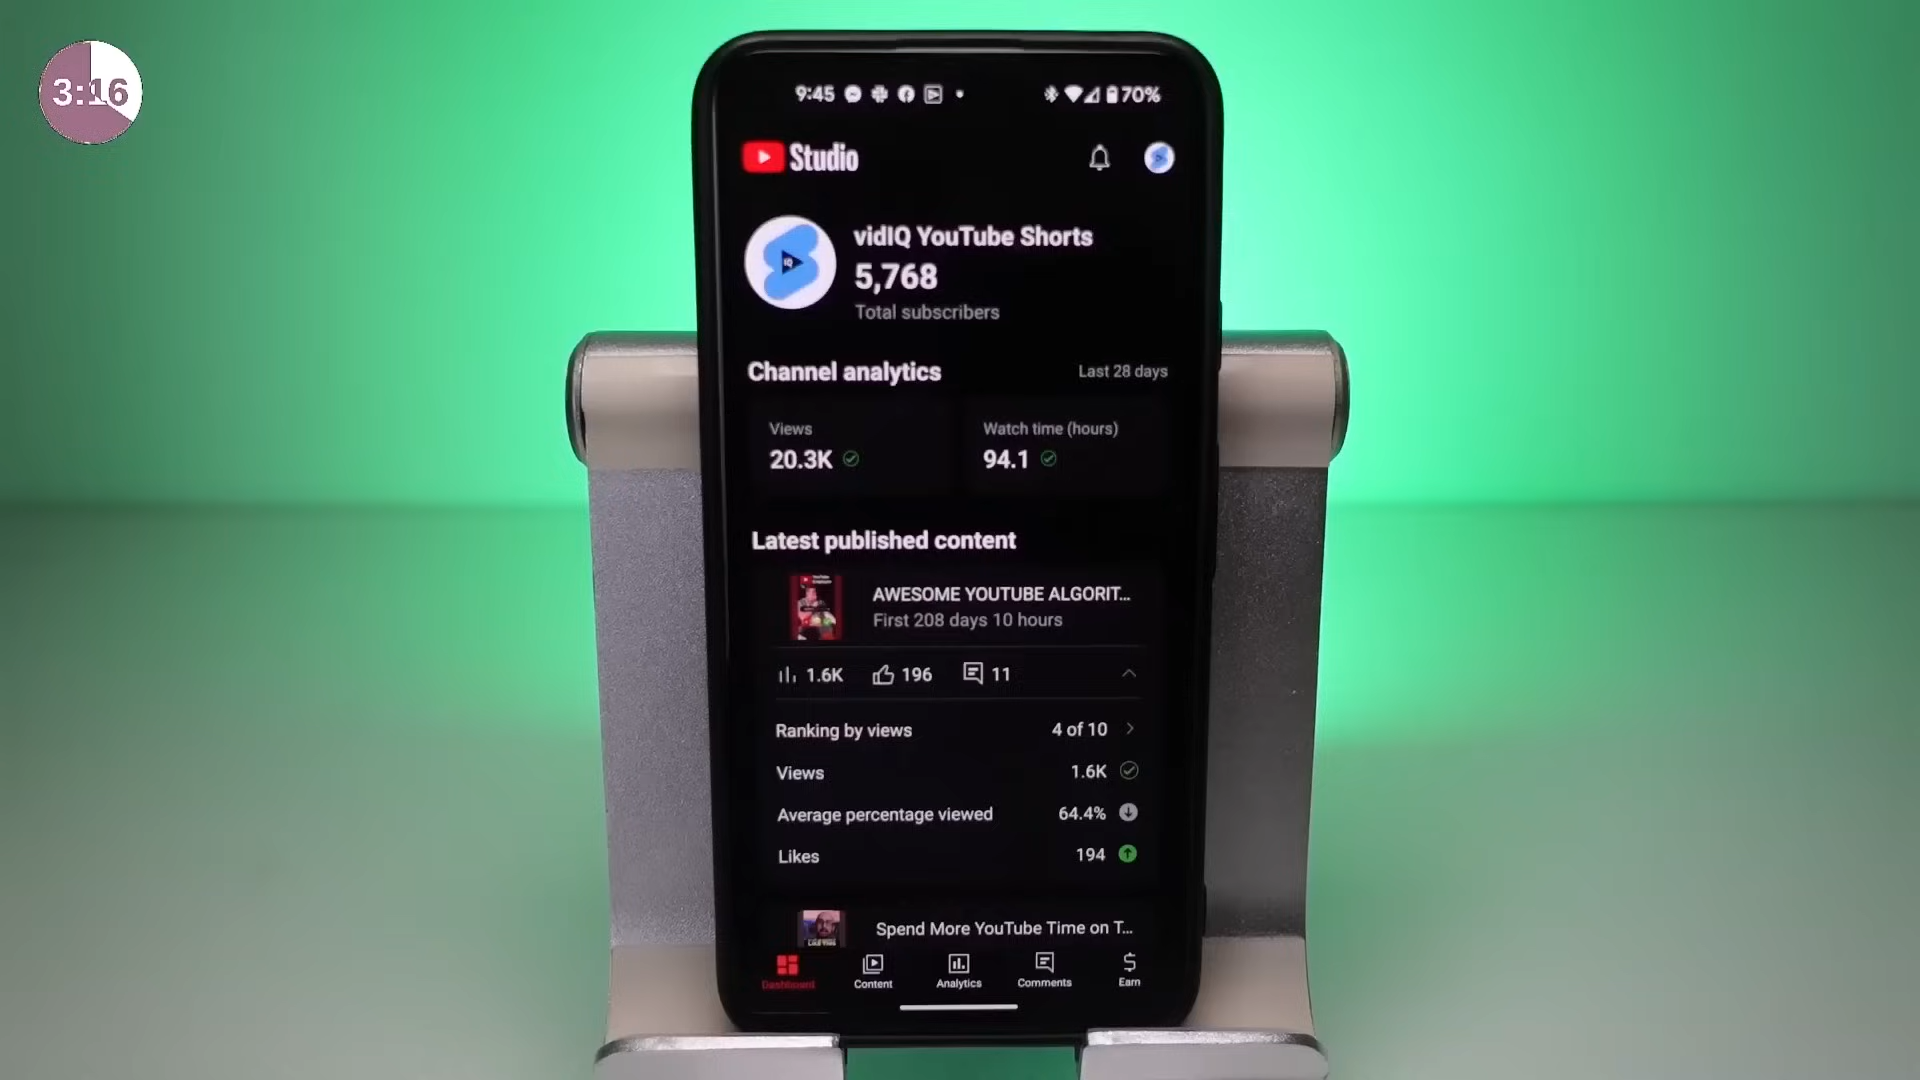 3:16
9:45
70%
Studio
vidIQ YouTube Shorts
5,768
Total subscribers
Channel analytics
Last 28 days
Views
Watch time (hours)
20.3K
94.1
Latest published content
AWESOME YOUTUBE ALGORIT...
First 208 days 10 hours
1.6K
196
11
Ranking by views
4 of 10
Views
1.6K
Average percentage viewed
64.4%
Likes
194
Spend More YouTube Time on T...
Dashboard
Content
Analytics
Comments
Earn